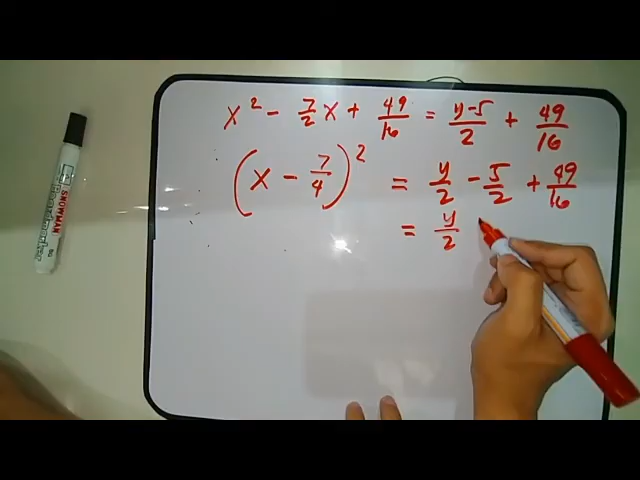 x² - 7/2 x + 49/16 = y-5/2 + 49/16
(x - 7/4)² = y/2 - 5/2 + 49/16
= y/2
SNOWMAN